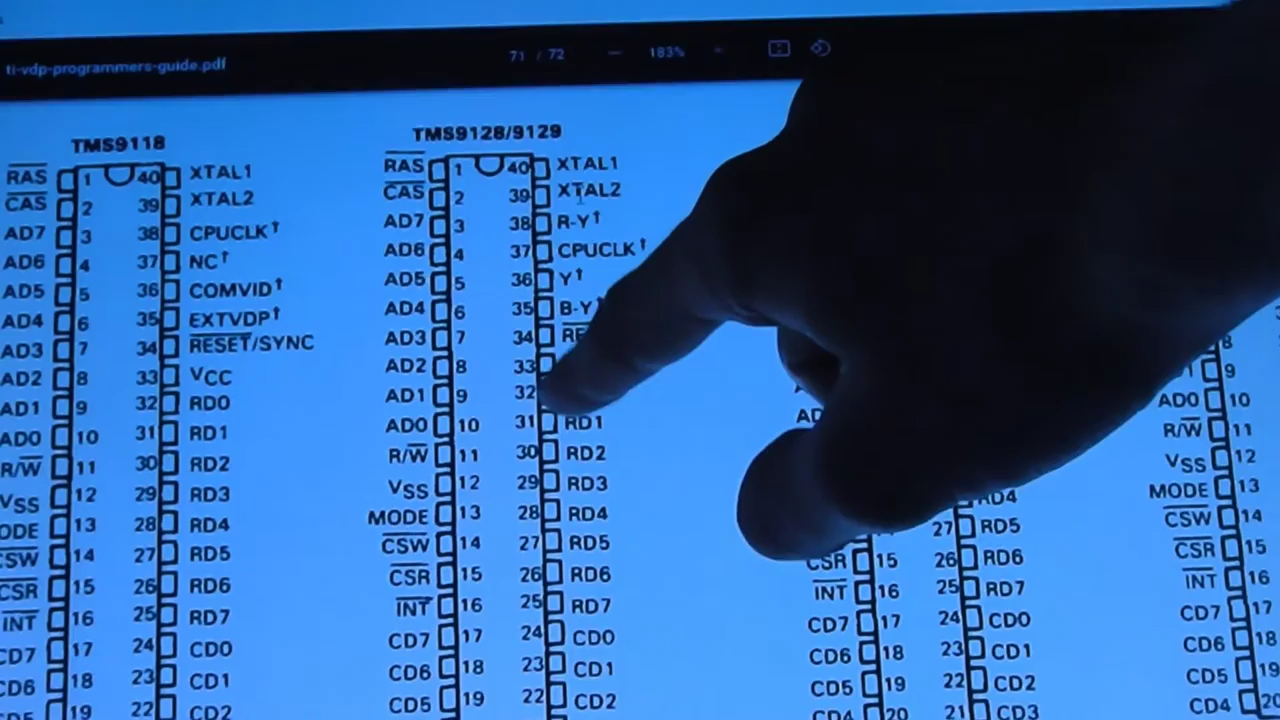 ti-vdp-programmers-guide.pdf 71 / 72 — 183%
TMS9118
RAS 1 40 XTAL1
CAS 2 39 XTAL2
AD7 3 38 CPUCLK†
AD6 4 37 NC†
AD5 5 36 COMVID†
AD4 6 35 EXTVDP†
AD3 7 34 RESET/SYNC
AD2 8 33 VCC
AD1 9 32 RD0
AD0 10 31 RD1
R/W 11 30 RD2
VSS 12 29 RD3
ODE 13 28 RD4
CSW 14 27 RD5
CSR 15 26 RD6
INT 16 25 RD7
CD7 17 24 CD0
CD6 18 23 CD1
CD5 19 22 CD2
TMS9128/9129
RAS 1 40 XTAL1
CAS 2 39 XTAL2
AD7 3 38 R-Y†
AD6 4 37 CPUCLK†
AD5 5 36 Y†
AD4 6 35 B-Y†
AD3 7 34 RE
AD2 8 33
AD1 9 32
AD0 10 31 RD1
R/W 11 30 RD2
VSS 12 29 RD3
MODE 13 28 RD4
CSW 14 27 RD5
CSR 15 26 RD6
INT 16 25 RD7
CD7 17 24 CD0
CD6 18 23 CD1
CD5 19 22 CD2
AD
RD4
27 RD5
CSR 15 26 RD6
INT 16 25 RD7
CD7 17 24 CD0
CD6 18 23 CD1
CD5 19 22 CD2
CD4 20 21 CD3
8
9
AD0 10
R/W 11
VSS 12
MODE 13
CSW 14
CSR 15
INT 16
CD7 17
CD6 18
CD5 19
CD4 20